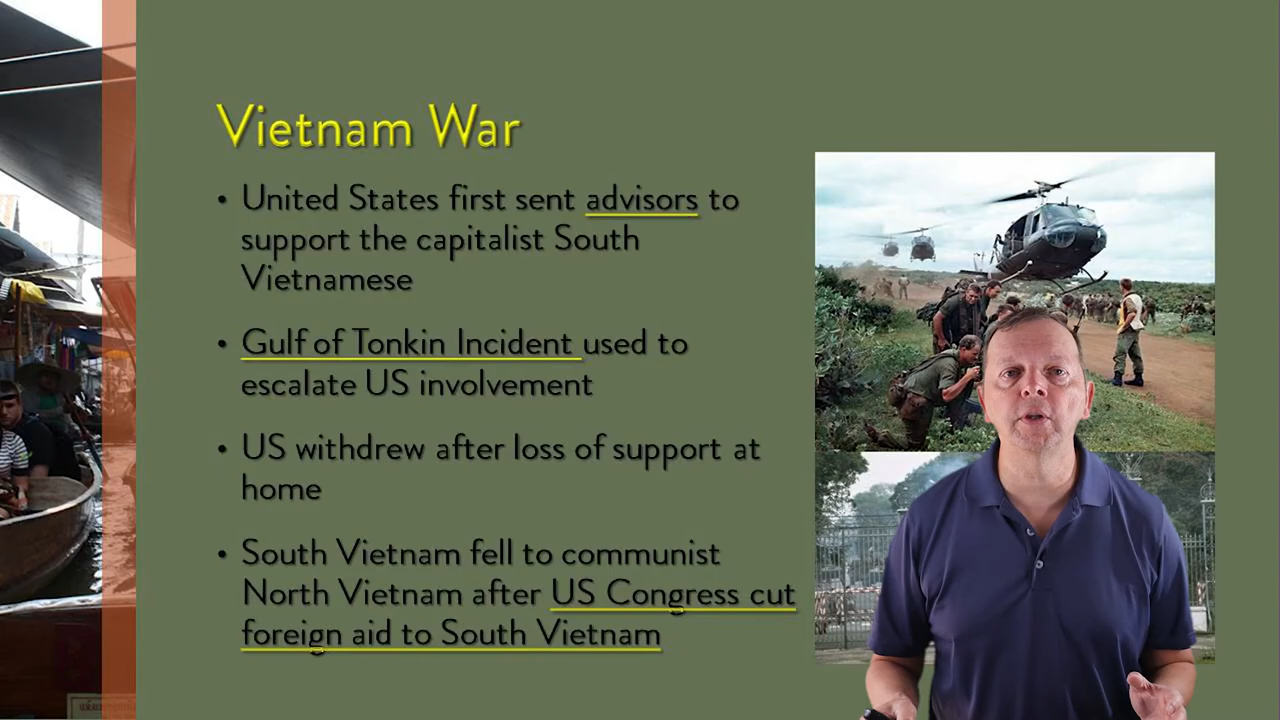 Vietnam War
• United States first sent advisors to
support the capitalist South
Vietnamese
• Gulf of Tonkin Incident used to
escalate US involvement
• US withdrew after loss of support at
home
• South Vietnam fell to communist
North Vietnam after US Congress cut
foreign aid to South Vietnam